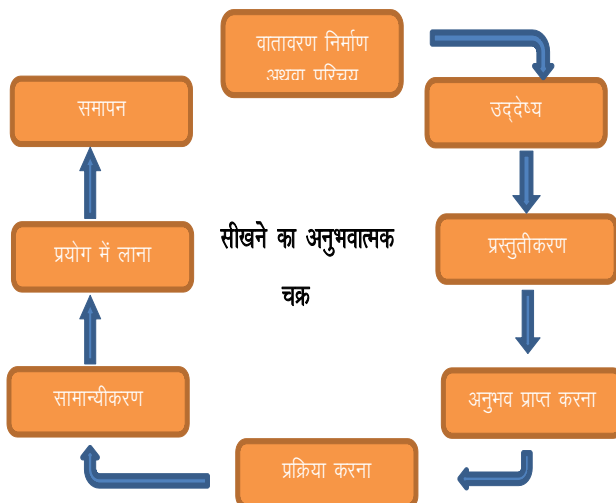 वातावरण निर्माण
अथवा परिचय
उद्देष्य
प्रस्तुतीकरण
अनुभव प्राप्त करना
प्रक्रिया करना
सामान्यीकरण
प्रयोग में लाना
समापन
सीखने का अनुभवात्मक
चक्र